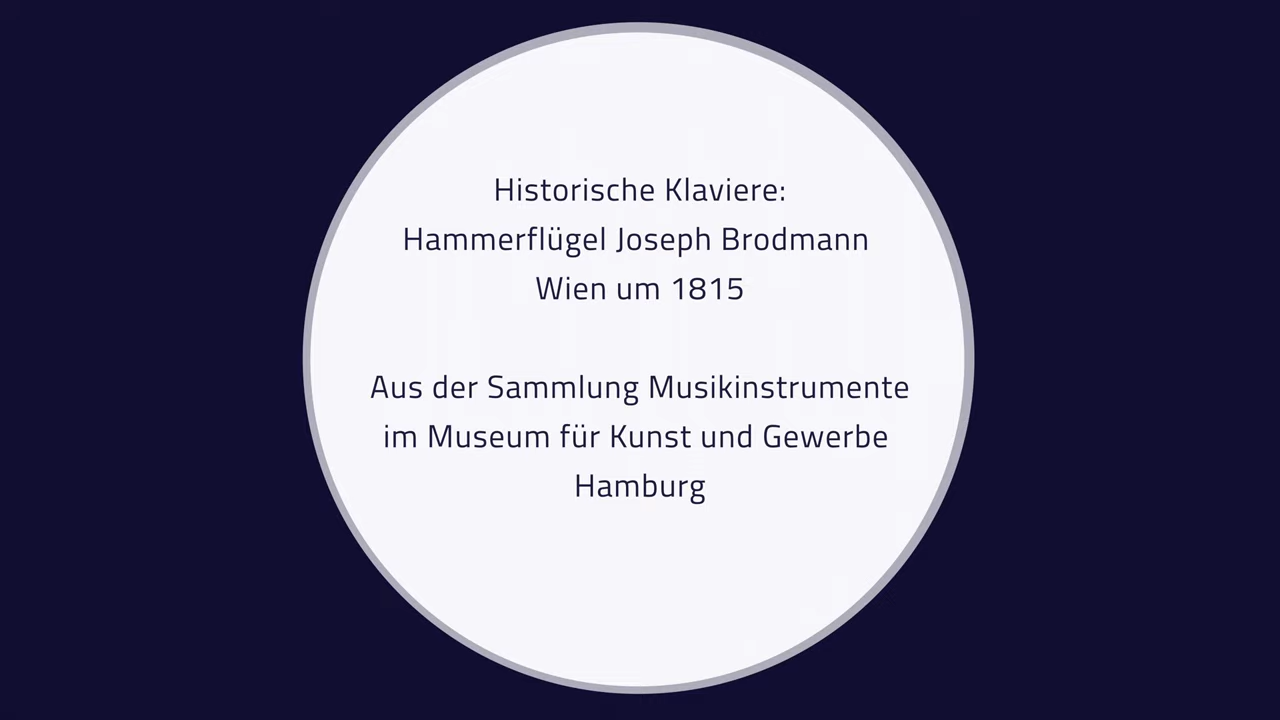 Historische Klaviere:
Hammerflügel Joseph Brodmann
Wien um 1815
Aus der Sammlung Musikinstrumente
im Museum für Kunst und Gewerbe
Hamburg